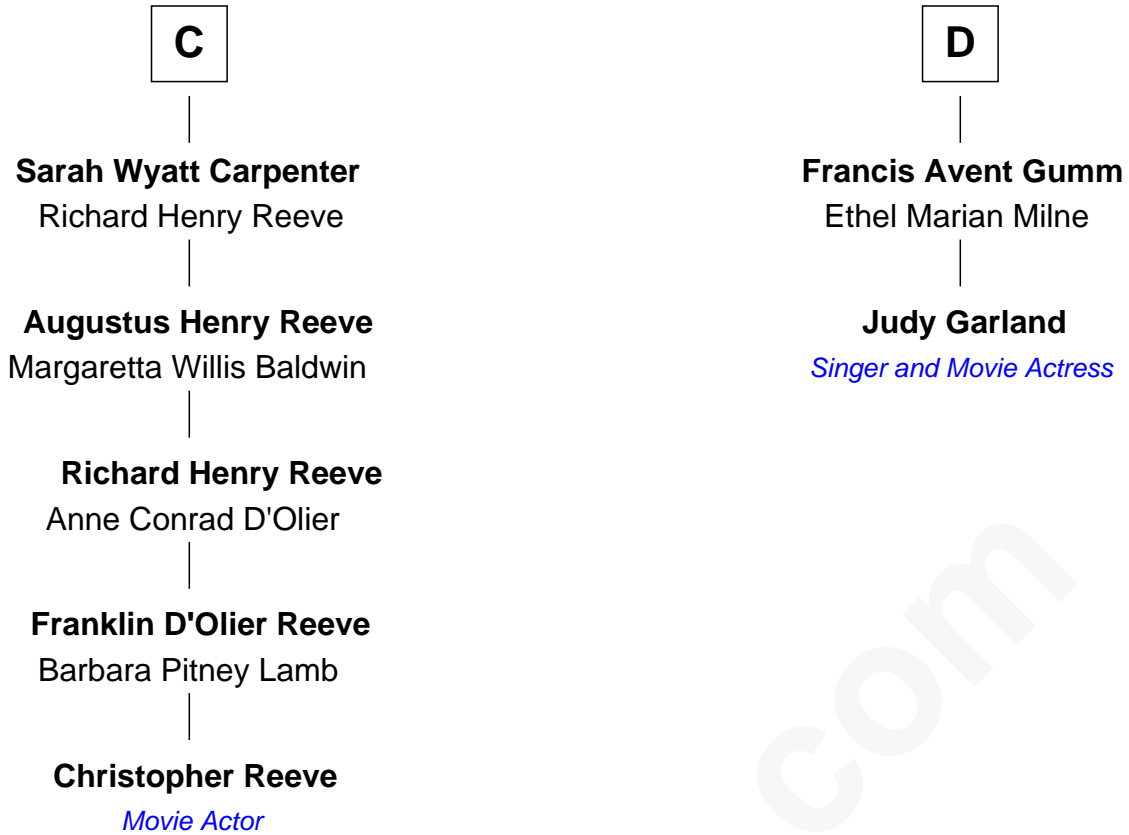 C
Sarah Wyatt Carpenter
Richard Henry Reeve
Augustus Henry Reeve
Margaretta Willis Baldwin
Richard Henry Reeve
Anne Conrad D'Olier
Franklin D'Olier Reeve
Barbara Pitney Lamb
Christopher Reeve
Movie Actor
D
Francis Avent Gumm
Ethel Marian Milne
Judy Garland
Singer and Movie Actress
com